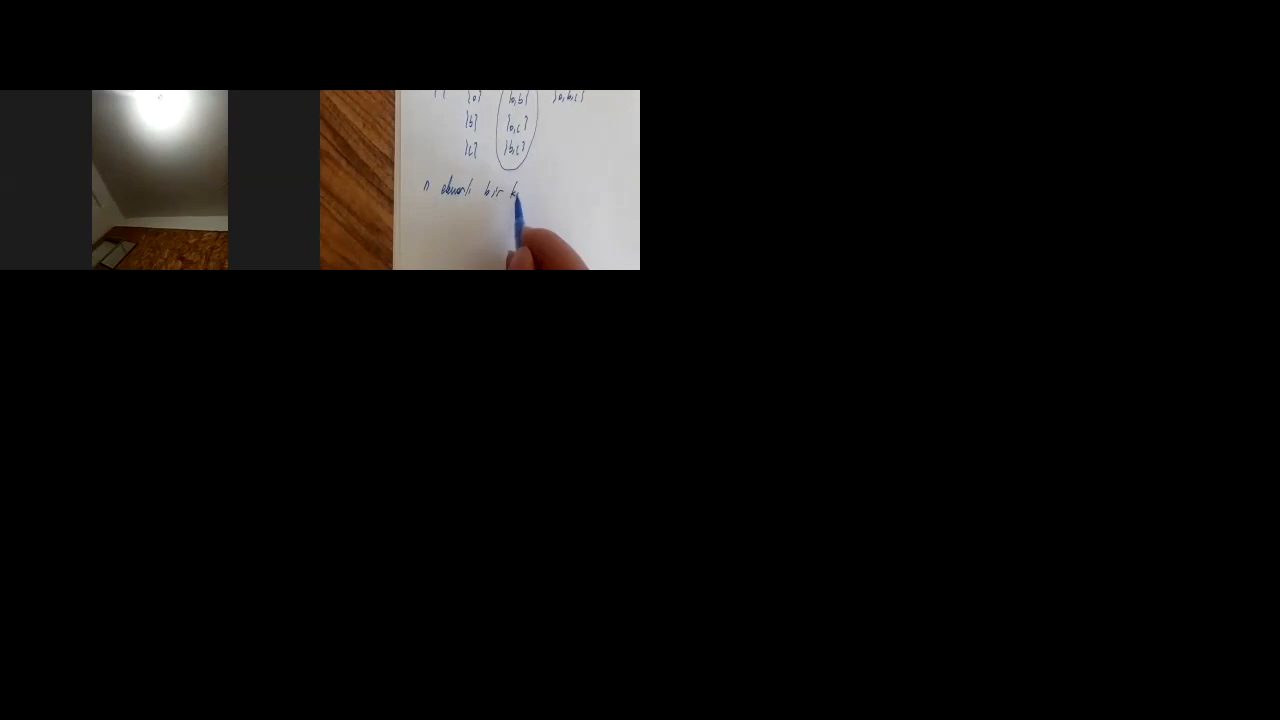 { } {a} {a,b} {a,b,c}
{b} {a,c}
{c} {b,c}
n elemanlı bir k